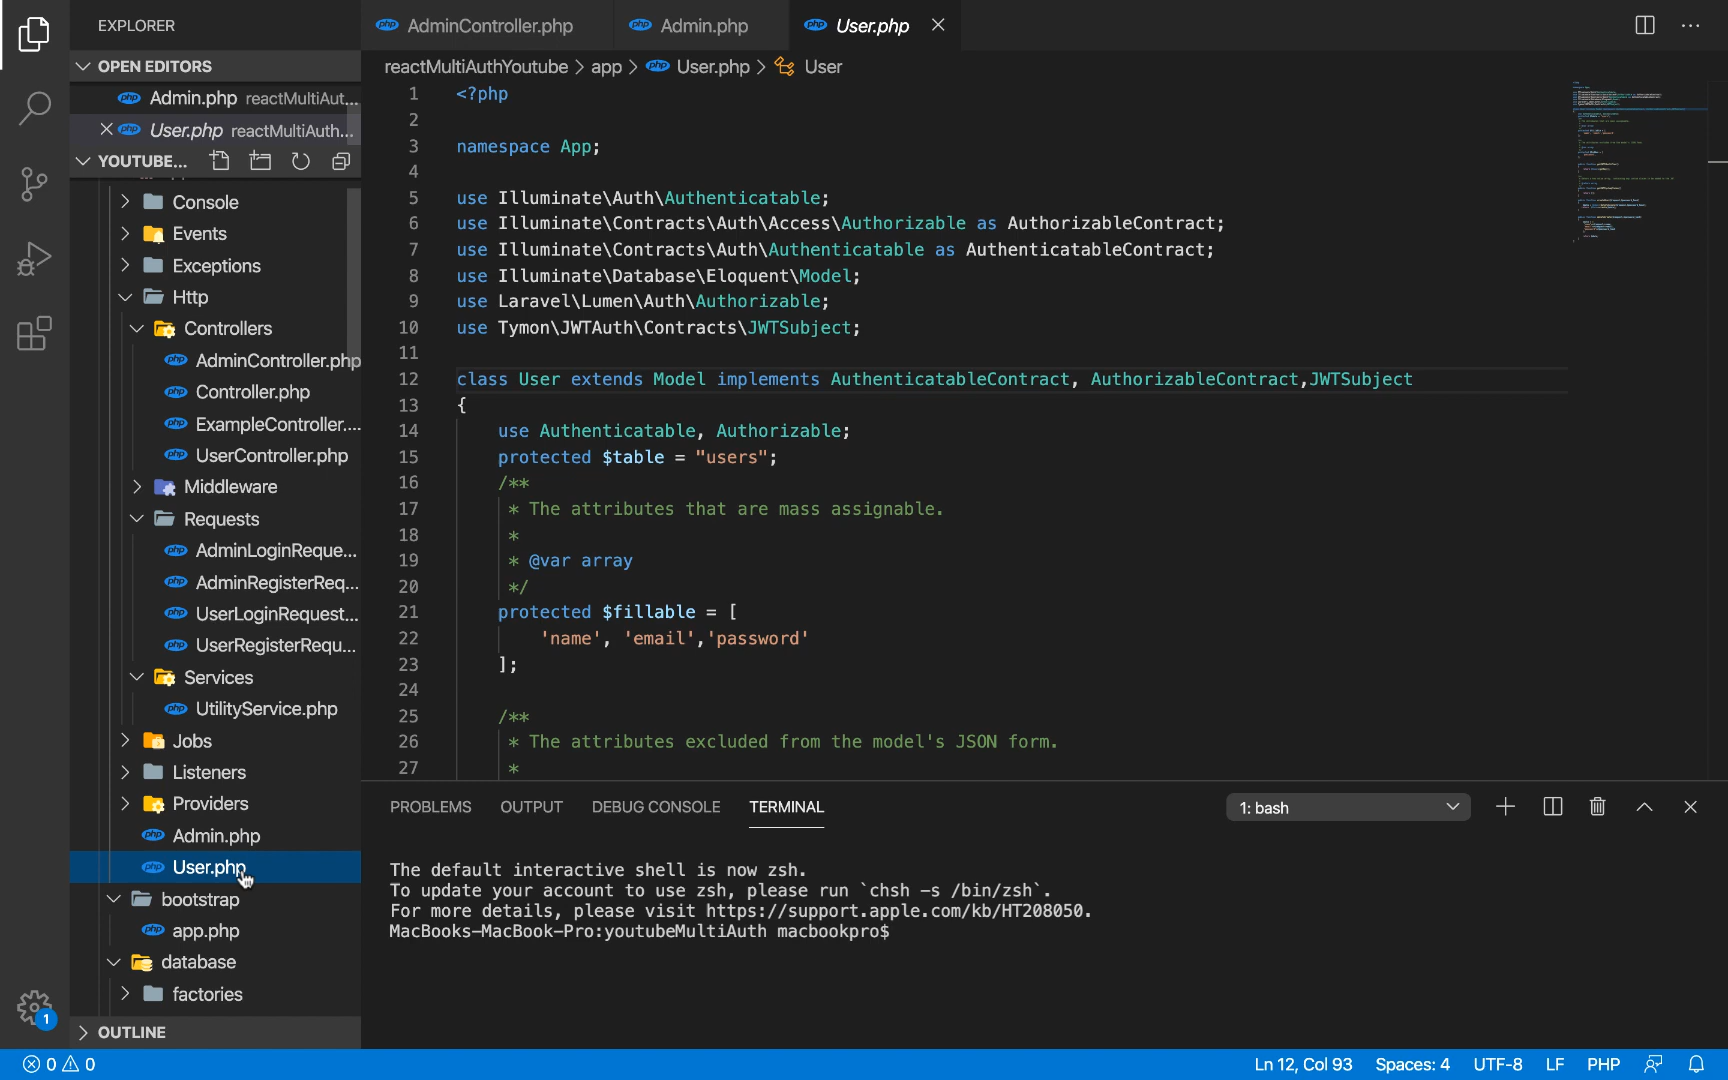 EXPLORER
OPEN EDITORS
Admin.php reactMultiAut...
User.php reactMultiAuth...
YOUTUBE...
Console
Events
Exceptions
Http
Controllers
AdminController.php
Controller.php
ExampleController....
UserController.php
Middleware
Requests
AdminLoginReque...
AdminRegisterReq...
UserLoginRequest...
UserRegisterRequ...
Services
UtilityService.php
Jobs
Listeners
Providers
Admin.php
User.php
bootstrap
app.php
database
factories
OUTLINE
AdminController.php
Admin.php
User.php
reactMultiAuthYoutube > app > User.php > User
1 <?php
2
3 namespace App;
4
5 use Illuminate\Auth\Authenticatable;
6 use Illuminate\Contracts\Auth\Access\Authorizable as AuthorizableContract;
7 use Illuminate\Contracts\Auth\Authenticatable as AuthenticatableContract;
8 use Illuminate\Database\Eloquent\Model;
9 use Laravel\Lumen\Auth\Authorizable;
10 use Tymon\JWTAuth\Contracts\JWTSubject;
11
12 class User extends Model implements AuthenticatableContract, AuthorizableContract,JWTSubject
13 {
14 use Authenticatable, Authorizable;
15 protected $table = "users";
16 /**
17 * The attributes that are mass assignable.
18 *
19 * @var array
20 */
21 protected $fillable = [
22 'name', 'email','password'
23 ];
24
25 /**
26 * The attributes excluded from the model's JSON form.
27 *
PROBLEMS OUTPUT DEBUG CONSOLE TERMINAL 1: bash
The default interactive shell is now zsh.
To update your account to use zsh, please run `chsh -s /bin/zsh`.
For more details, please visit https://support.apple.com/kb/HT208050.
MacBooks-MacBook-Pro:youtubeMultiAuth macbookpro$
1
0 0 Ln 12, Col 93 Spaces: 4 UTF-8 LF PHP